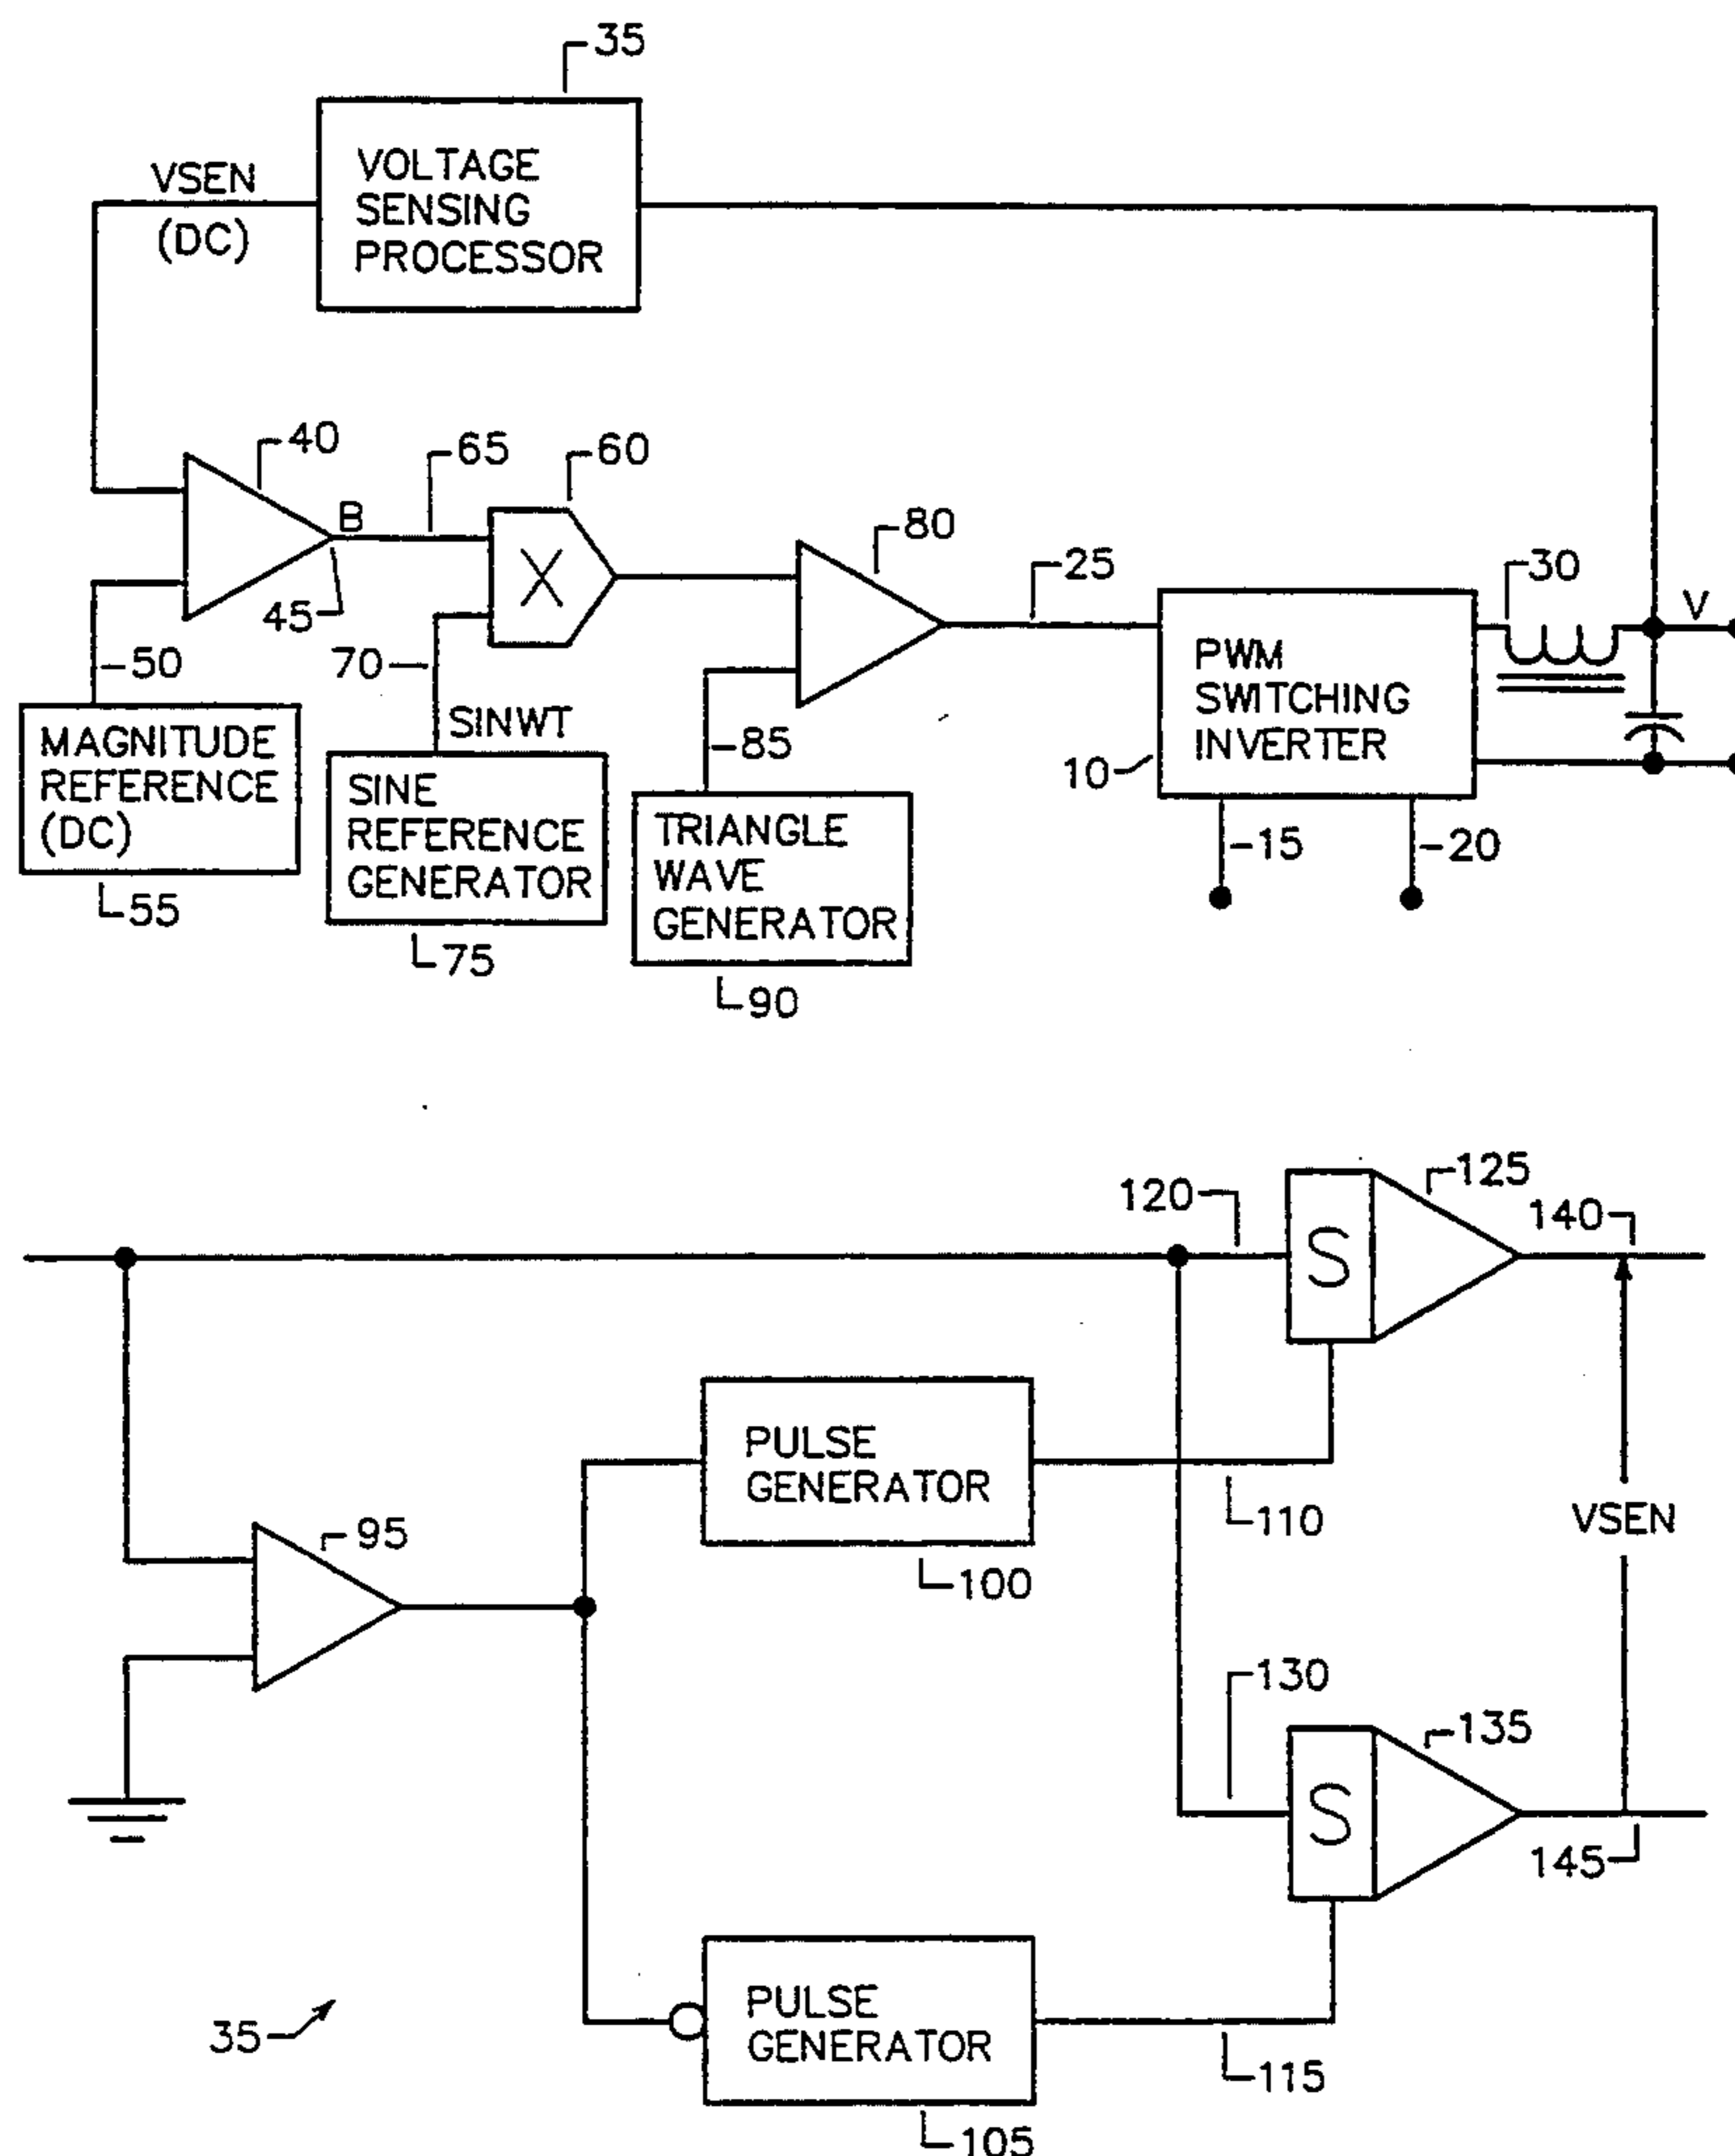 35
VOLTAGE
SENSING
PROCESSOR
VSEN
(DC)
40
B
65
60
80
25
30
V
45
50
70
SINWT
85
X
PWM
SWITCHING
INVERTER
10
15
20
MAGNITUDE
REFERENCE
(DC)
55
SINE
REFERENCE
GENERATOR
75
TRIANGLE
WAVE
GENERATOR
90
120
S
125
140
PULSE
GENERATOR
110
100
VSEN
95
130
S
135
145
PULSE
GENERATOR
115
105
35